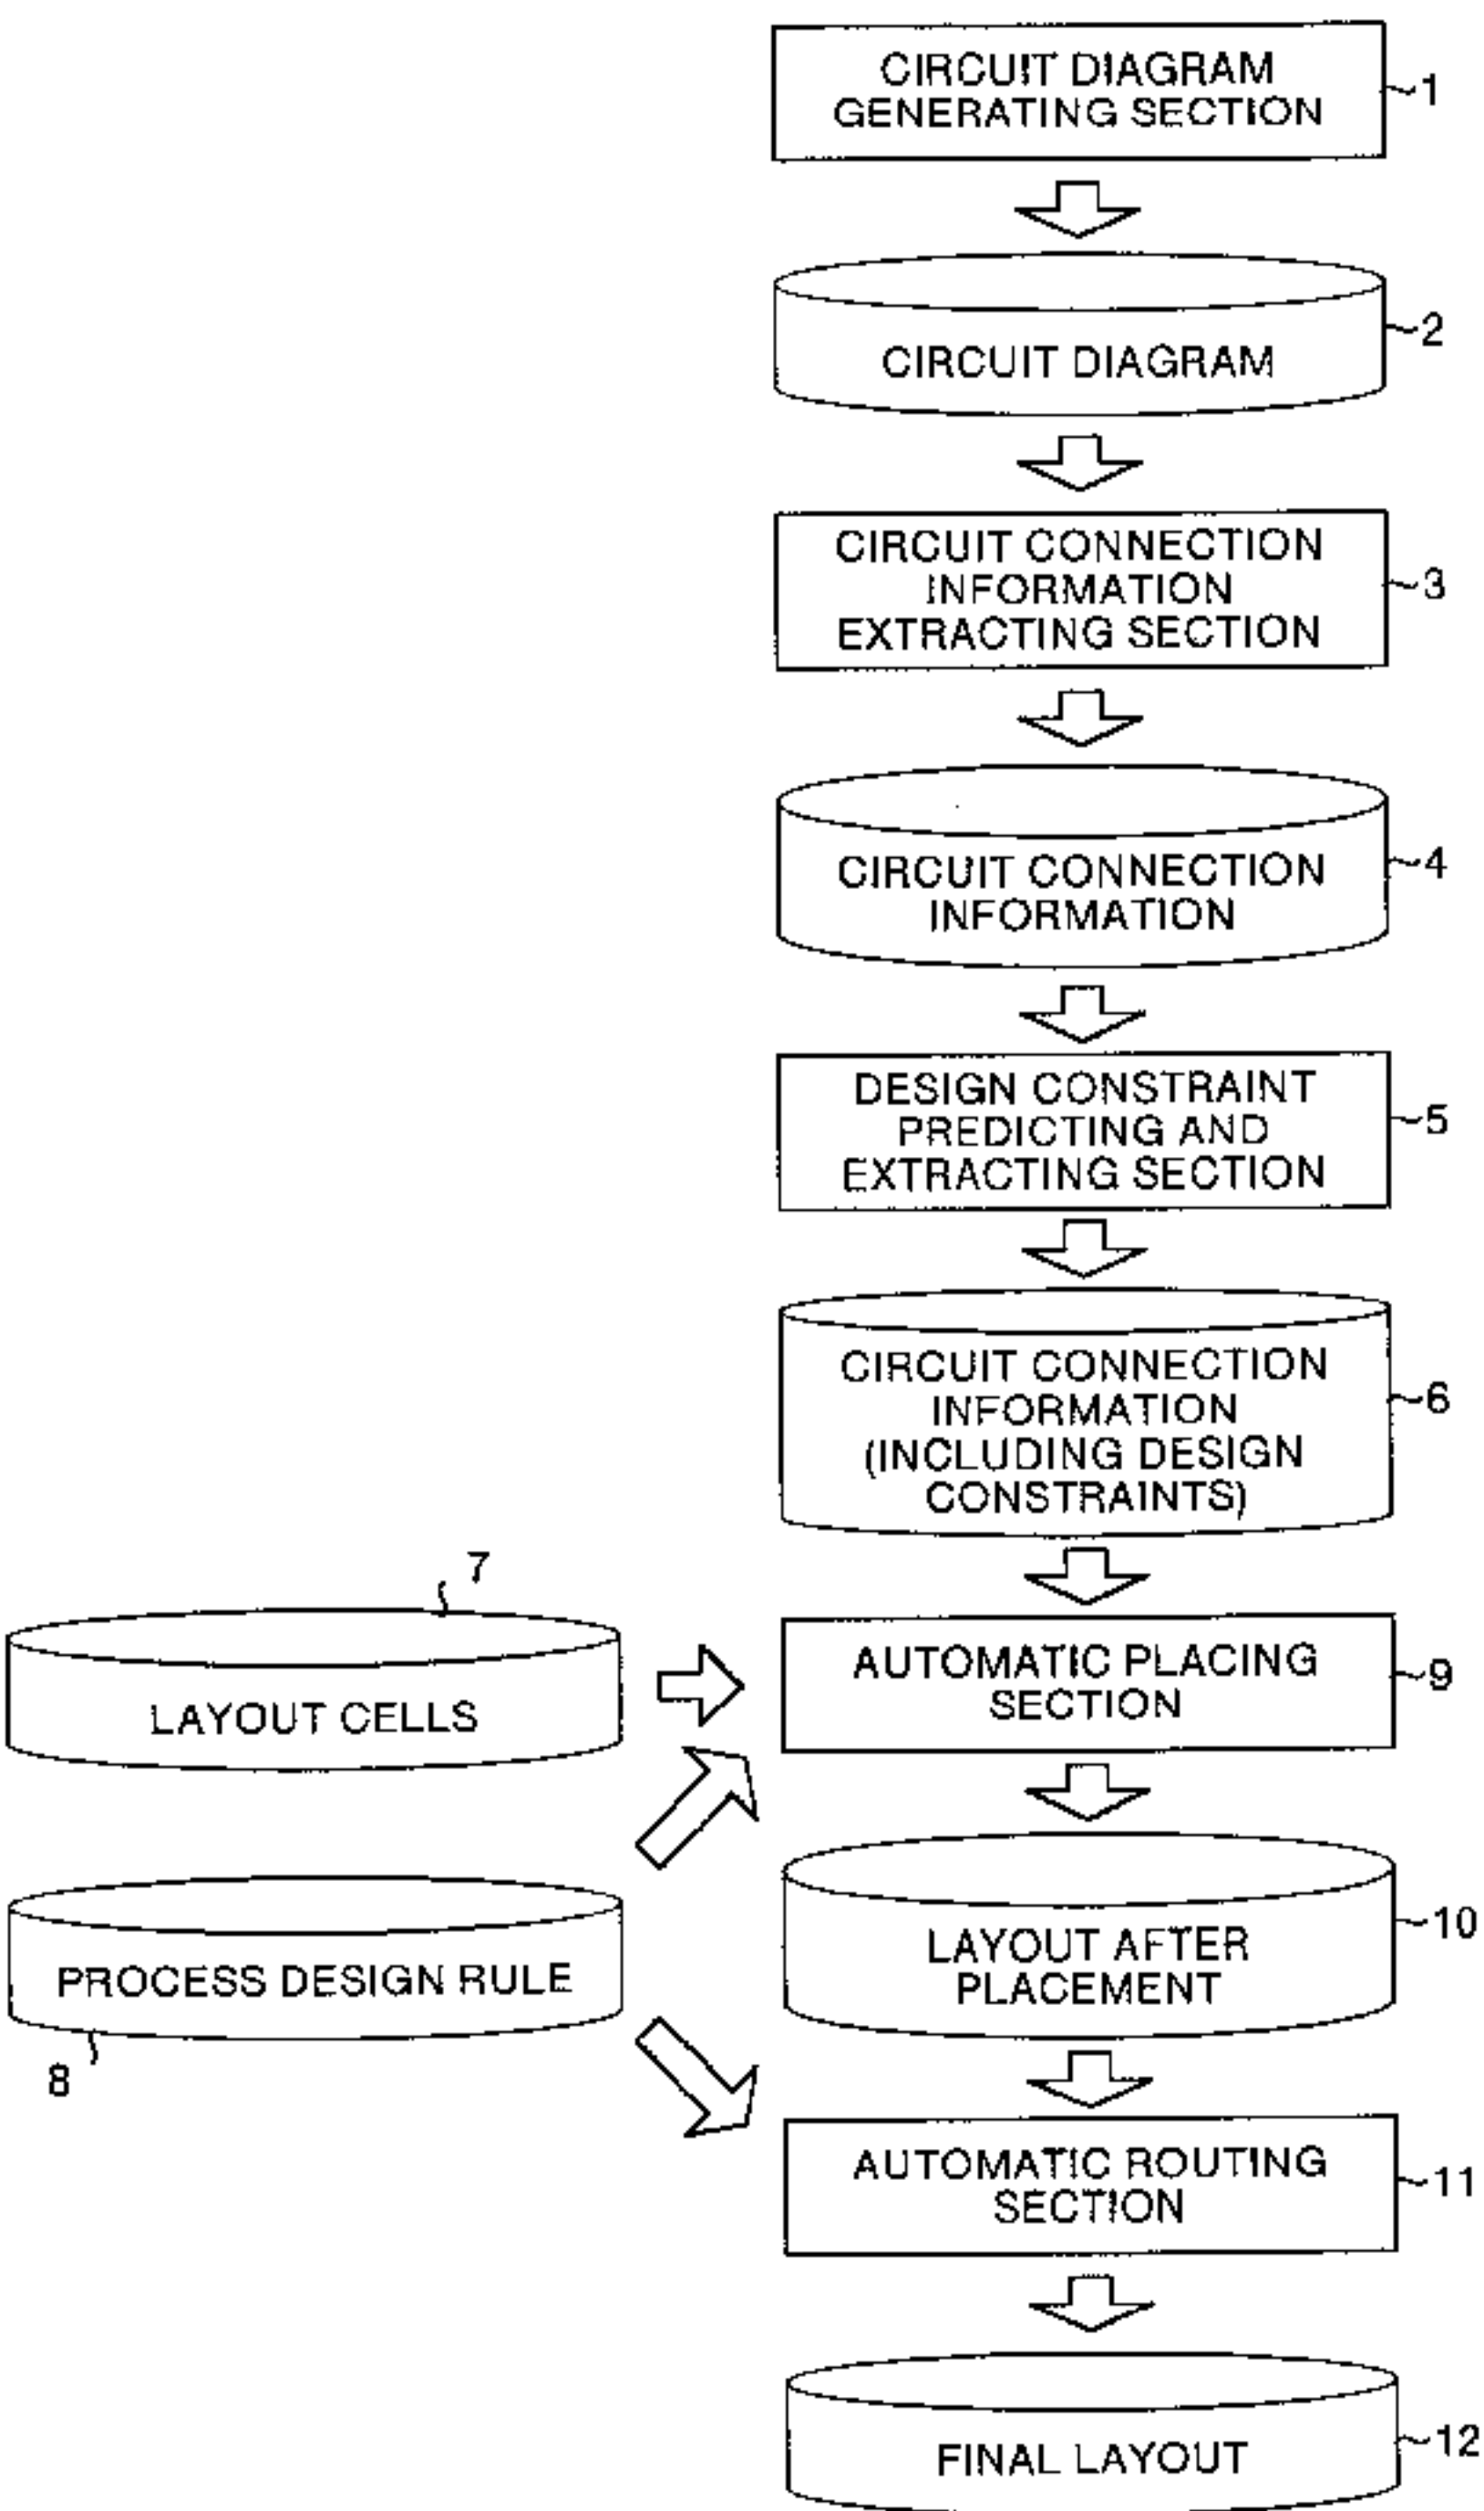 CIRCUIT DIAGRAM
GENERATING SECTION
1
CIRCUIT DIAGRAM
2
CIRCUIT CONNECTION
INFORMATION
EXTRACTING SECTION
3
CIRCUIT CONNECTION
INFORMATION
4
DESIGN CONSTRAINT
PREDICTING AND
EXTRACTING SECTION
5
CIRCUIT CONNECTION
INFORMATION
(INCLUDING DESIGN
CONSTRAINTS)
6
7
LAYOUT CELLS
AUTOMATIC PLACING
SECTION
9
PROCESS DESIGN RULE
8
LAYOUT AFTER
PLACEMENT
10
AUTOMATIC ROUTING
SECTION
11
FINAL LAYOUT
12